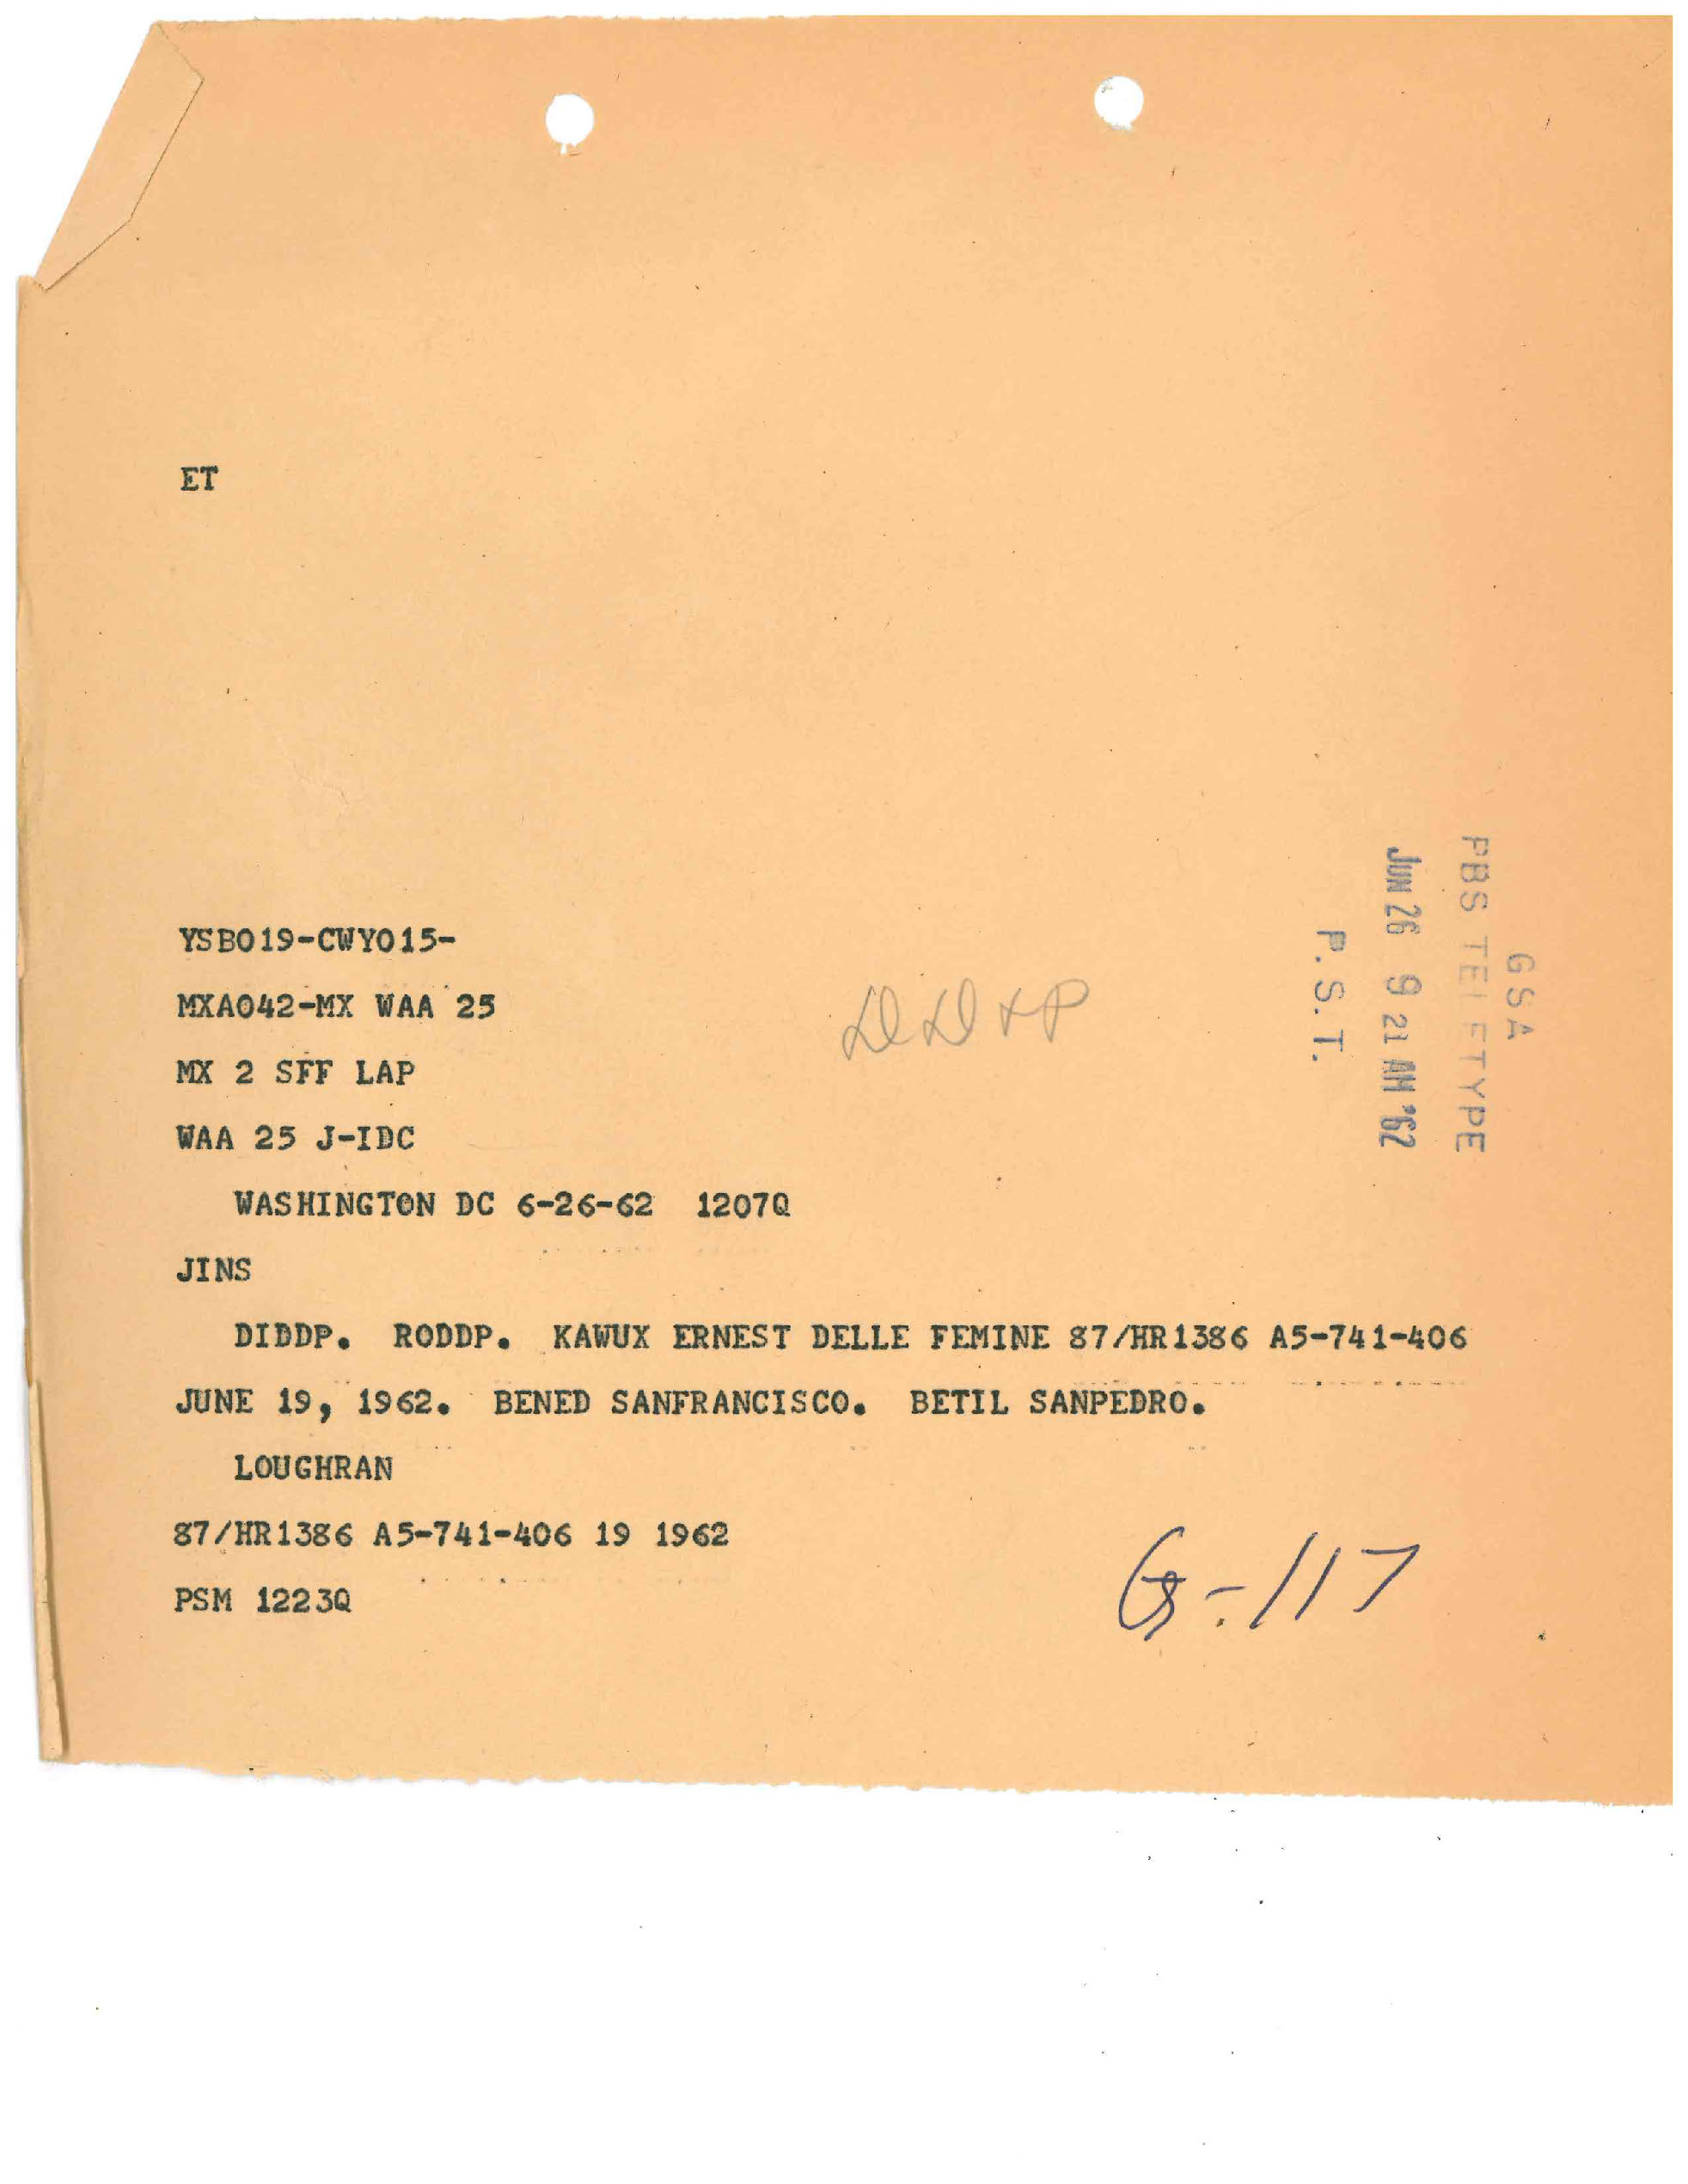 ET
YSB019-CWY015-
MXA042-MX WAA 25
MX 2 SFF LAP
WAA 25 J-IDC
WASHINGTON DC 6-26-62 1207Q
JINS
DIDDP. RODDP. KAWUX ERNEST DELLE FEMINE 87/HR1386 A5-741-406
JUNE 19, 1962. BENED SANFRANCISCO. BETIL SANPEDRO.
LOUGHRAN
87/HR1386 A5-741-406 19 1962
PSM 1223Q
GSA
PBS TELETYPE
JUN 26 9 21 AM '62
P.S.T.
DD&P
-117